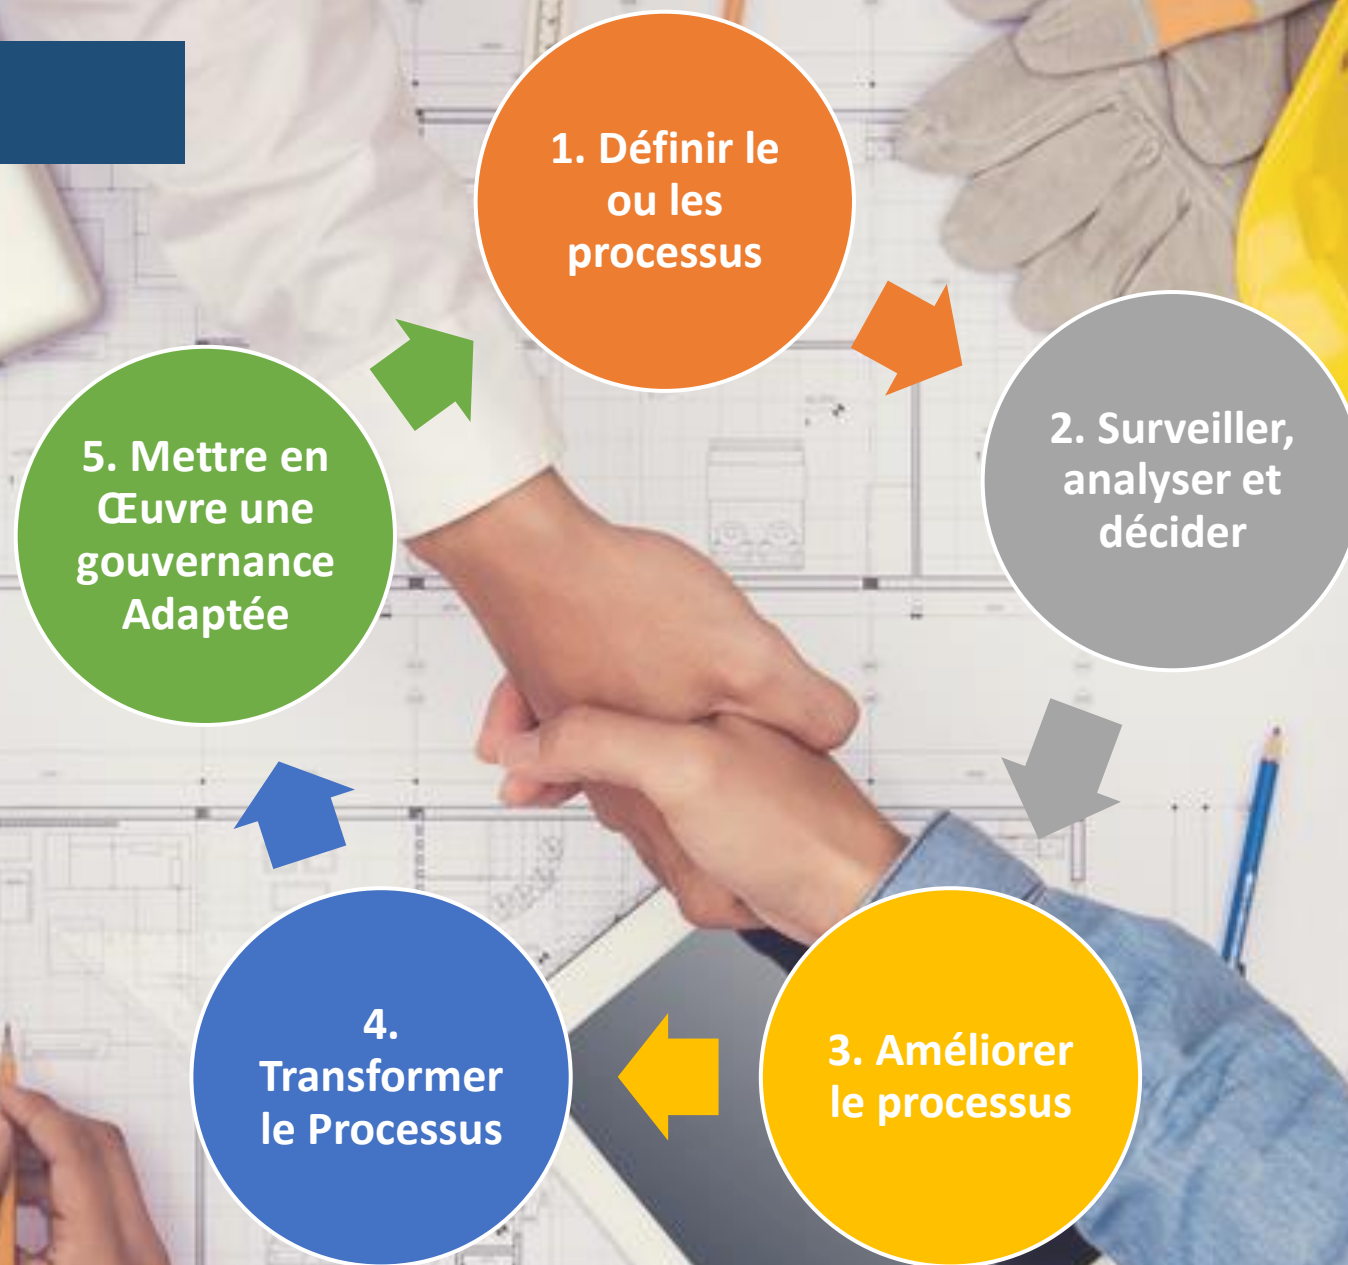 1. Définir le
ou les
processus
2. Surveiller,
analyser et
décider
3. Améliorer
le processus
4.
Transformer
le Processus
5. Mettre en
Œuvre une
gouvernance
Adaptée